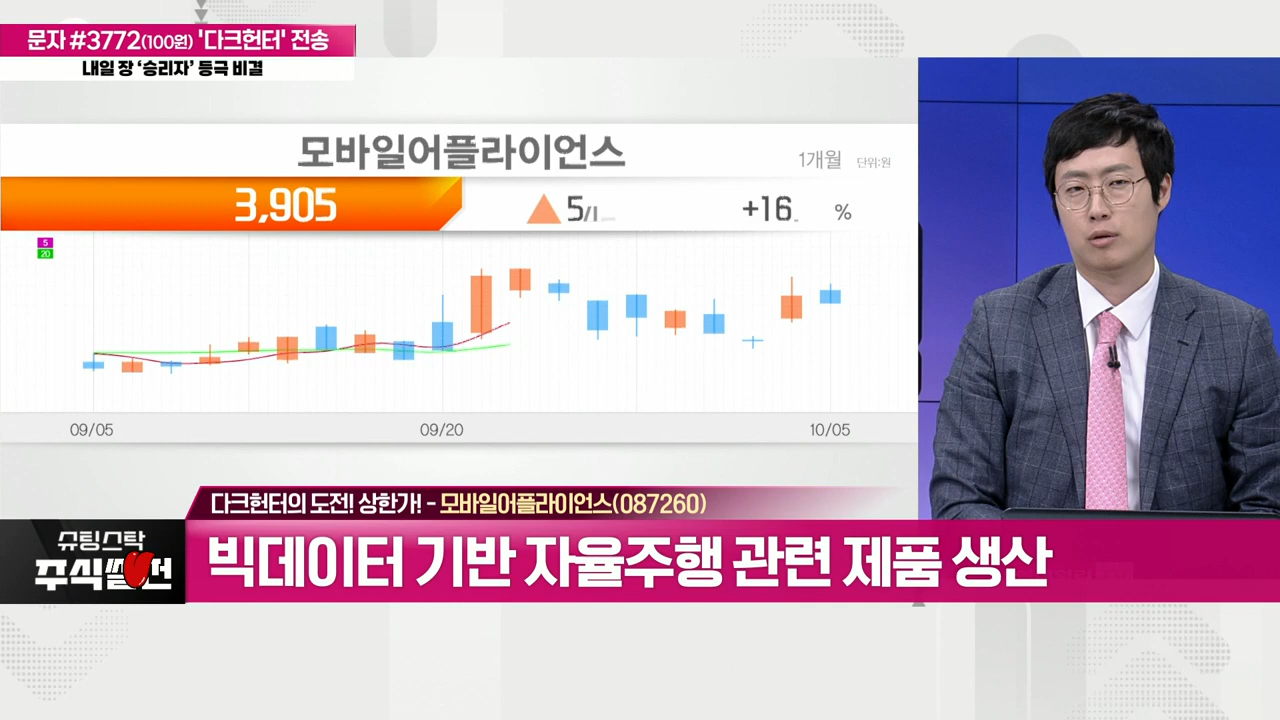 문자 #3772(100원) '다크헌터' 전송
내일 장 '승리자' 등극 비결
모바일어플라이언스
1개월 단위:원
3,905 ▲ +16 %
5
20
09/05 09/20 10/05
다크헌터의 도전! 상한가! - 모바일어플라이언스(087260)
슈팅스탁
주식썰전
빅데이터 기반 자율주행 관련 제품 생산